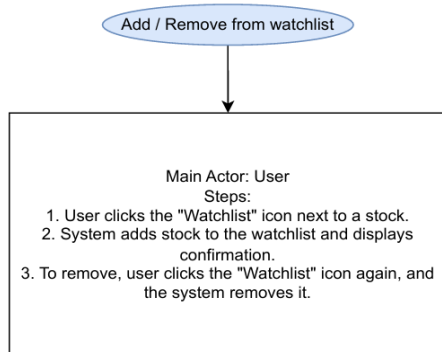 Add / Remove from watchlist
Main Actor: User
Steps:
1. User clicks the "Watchlist" icon next to a stock.
2. System adds stock to the watchlist and displays
confirmation.
3. To remove, user clicks the "Watchlist" icon again, and
the system removes it.